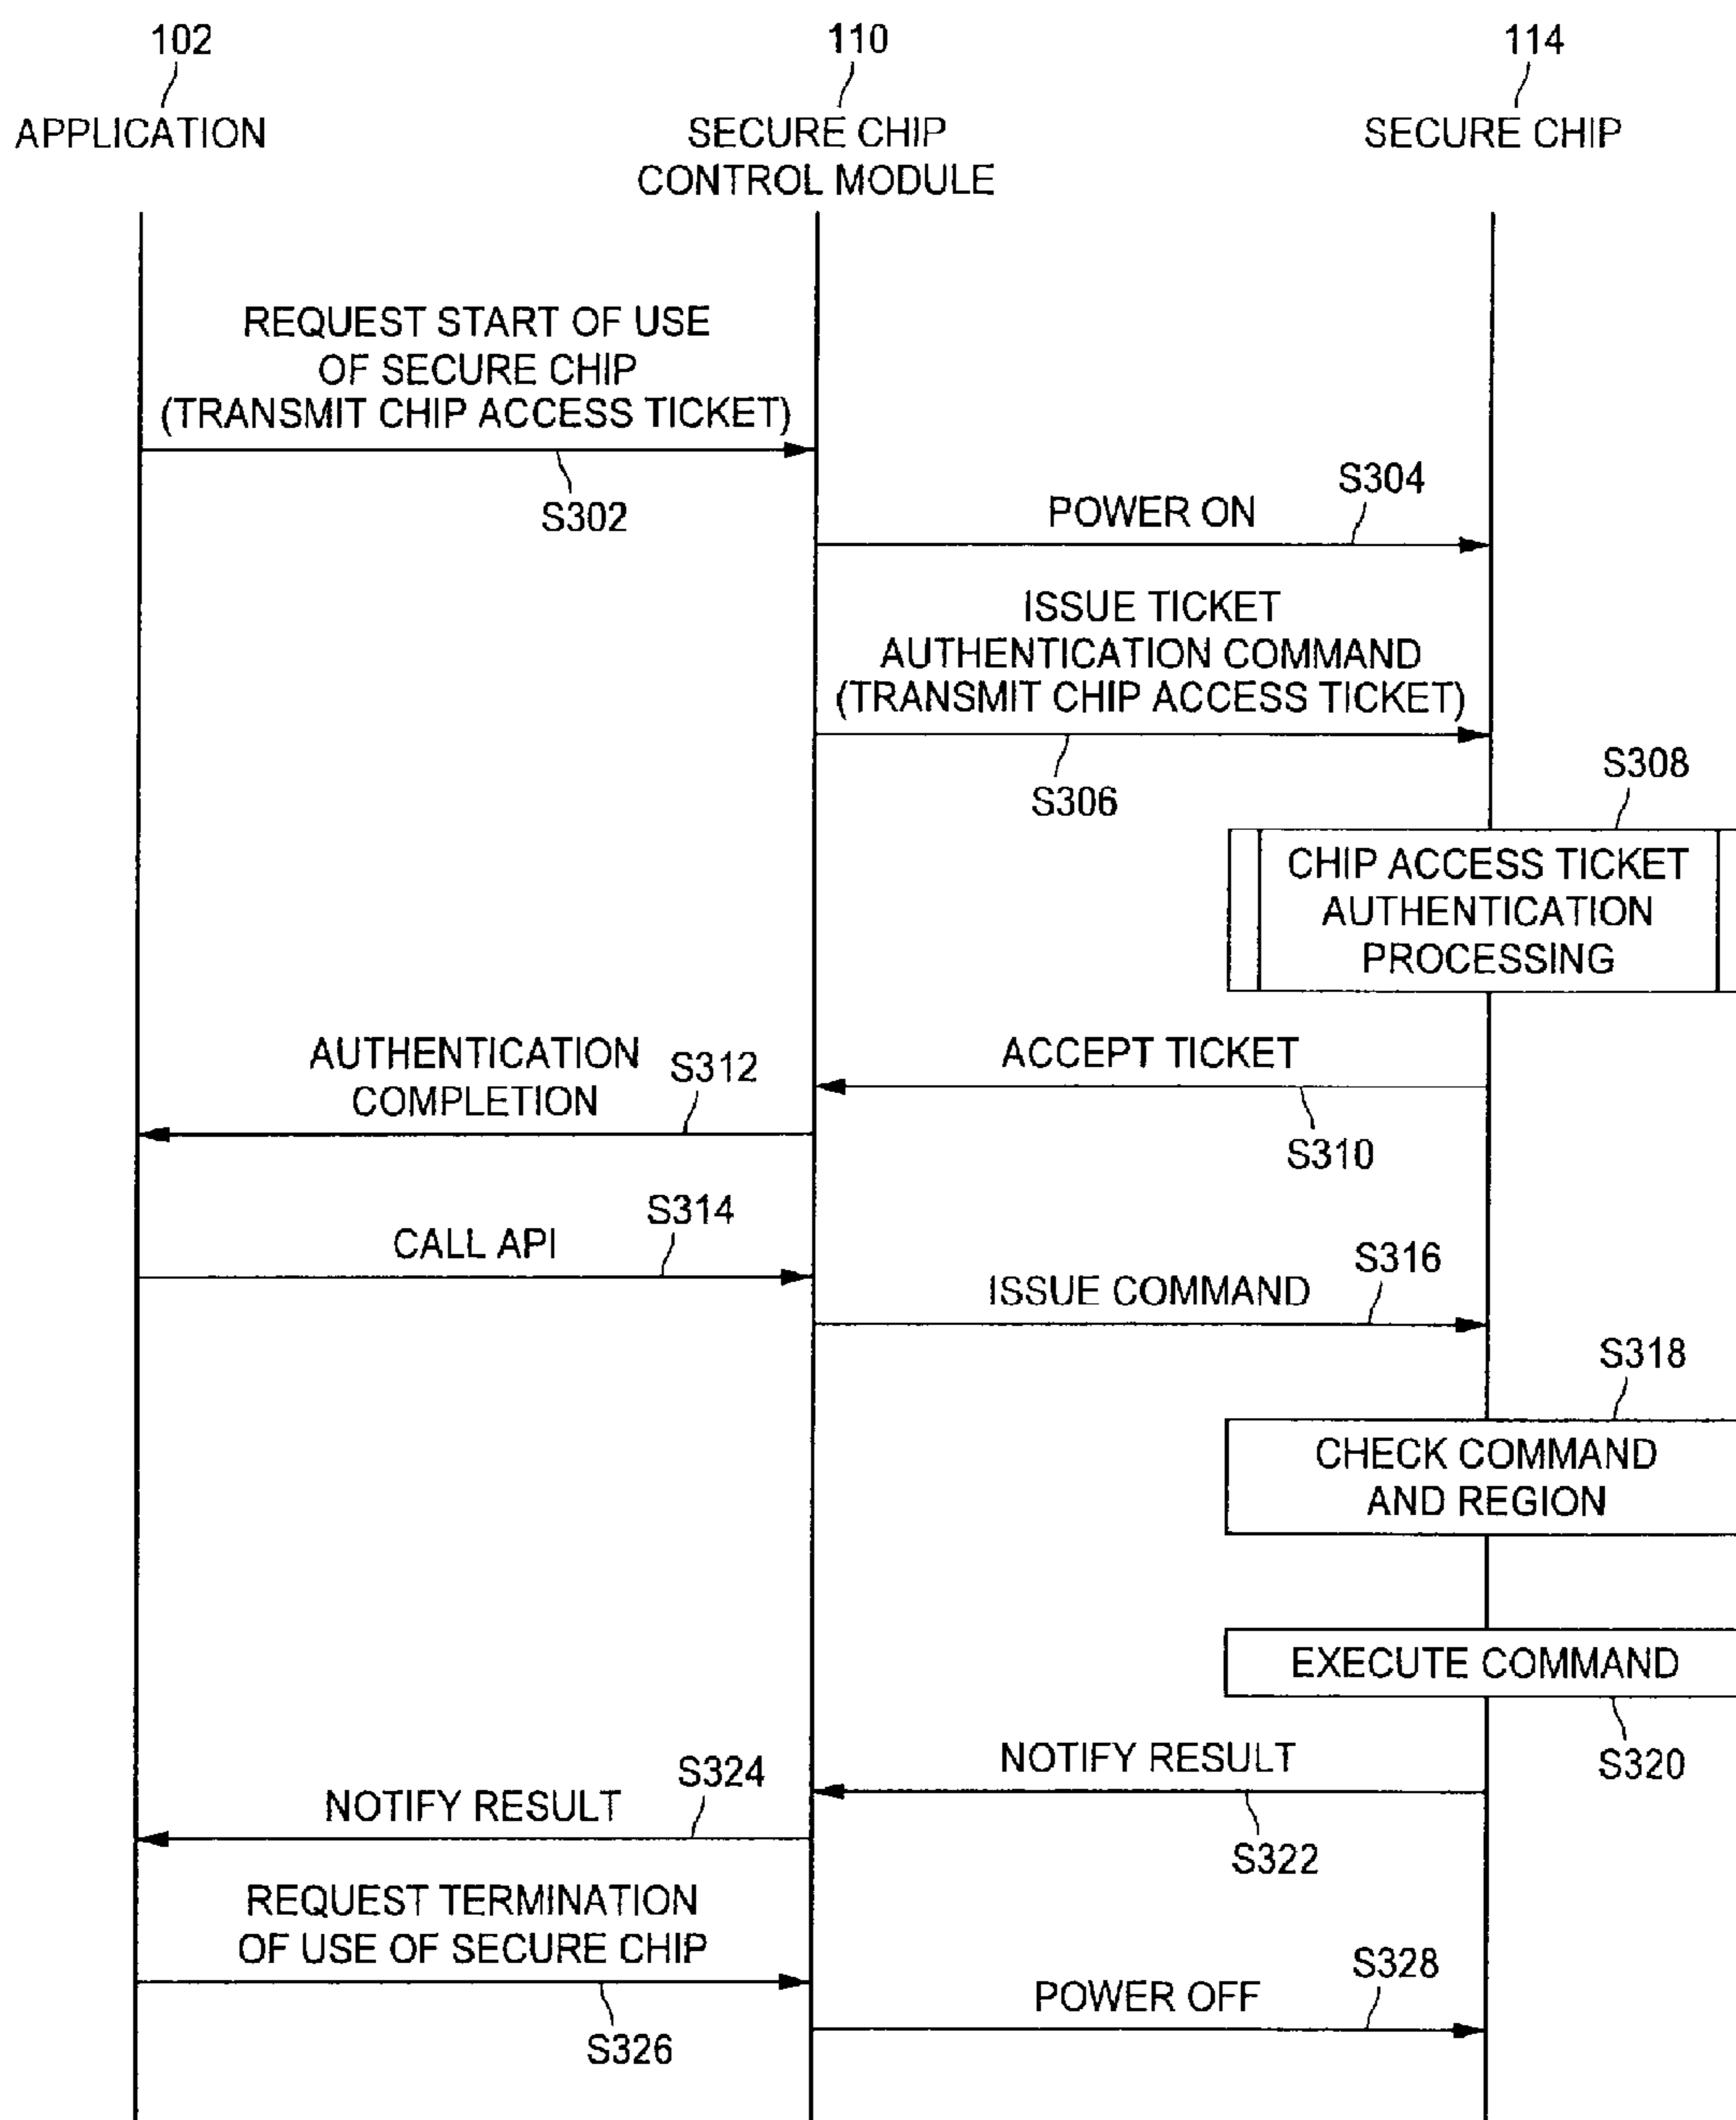 102
110
114
APPLICATION
SECURE CHIP
CONTROL MODULE
SECURE CHIP
REQUEST START OF USE
OF SECURE CHIP
(TRANSMIT CHIP ACCESS TICKET)
S302
POWER ON
S304
ISSUE TICKET
AUTHENTICATION COMMAND
(TRANSMIT CHIP ACCESS TICKET)
S306
S308
CHIP ACCESS TICKET
AUTHENTICATION
PROCESSING
ACCEPT TICKET
S310
AUTHENTICATION
COMPLETION
S312
CALL API
S314
ISSUE COMMAND
S316
S318
CHECK COMMAND
AND REGION
EXECUTE COMMAND
S320
NOTIFY RESULT
S322
NOTIFY RESULT
S324
REQUEST TERMINATION
OF USE OF SECURE CHIP
S326
POWER OFF
S328